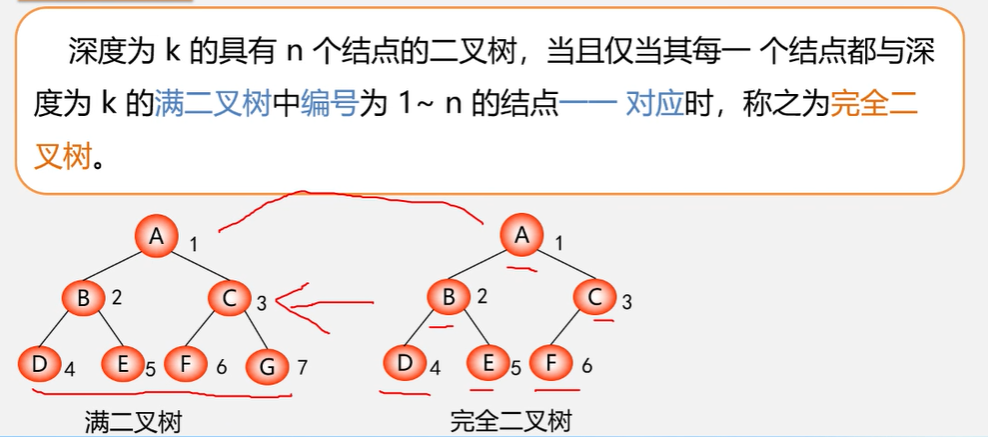 深度为 k 的具有 n 个结点的二叉树，当且仅当其每一 个结点都与深
度为 k 的满二叉树中编号为 1~ n 的结点一一 对应时，称之为完全二
叉树。
A 1 A 1
B 2 C 3 B 2 C 3
D 4 E 5 F 6 G 7 D 4 E 5 F 6
满二叉树 完全二叉树